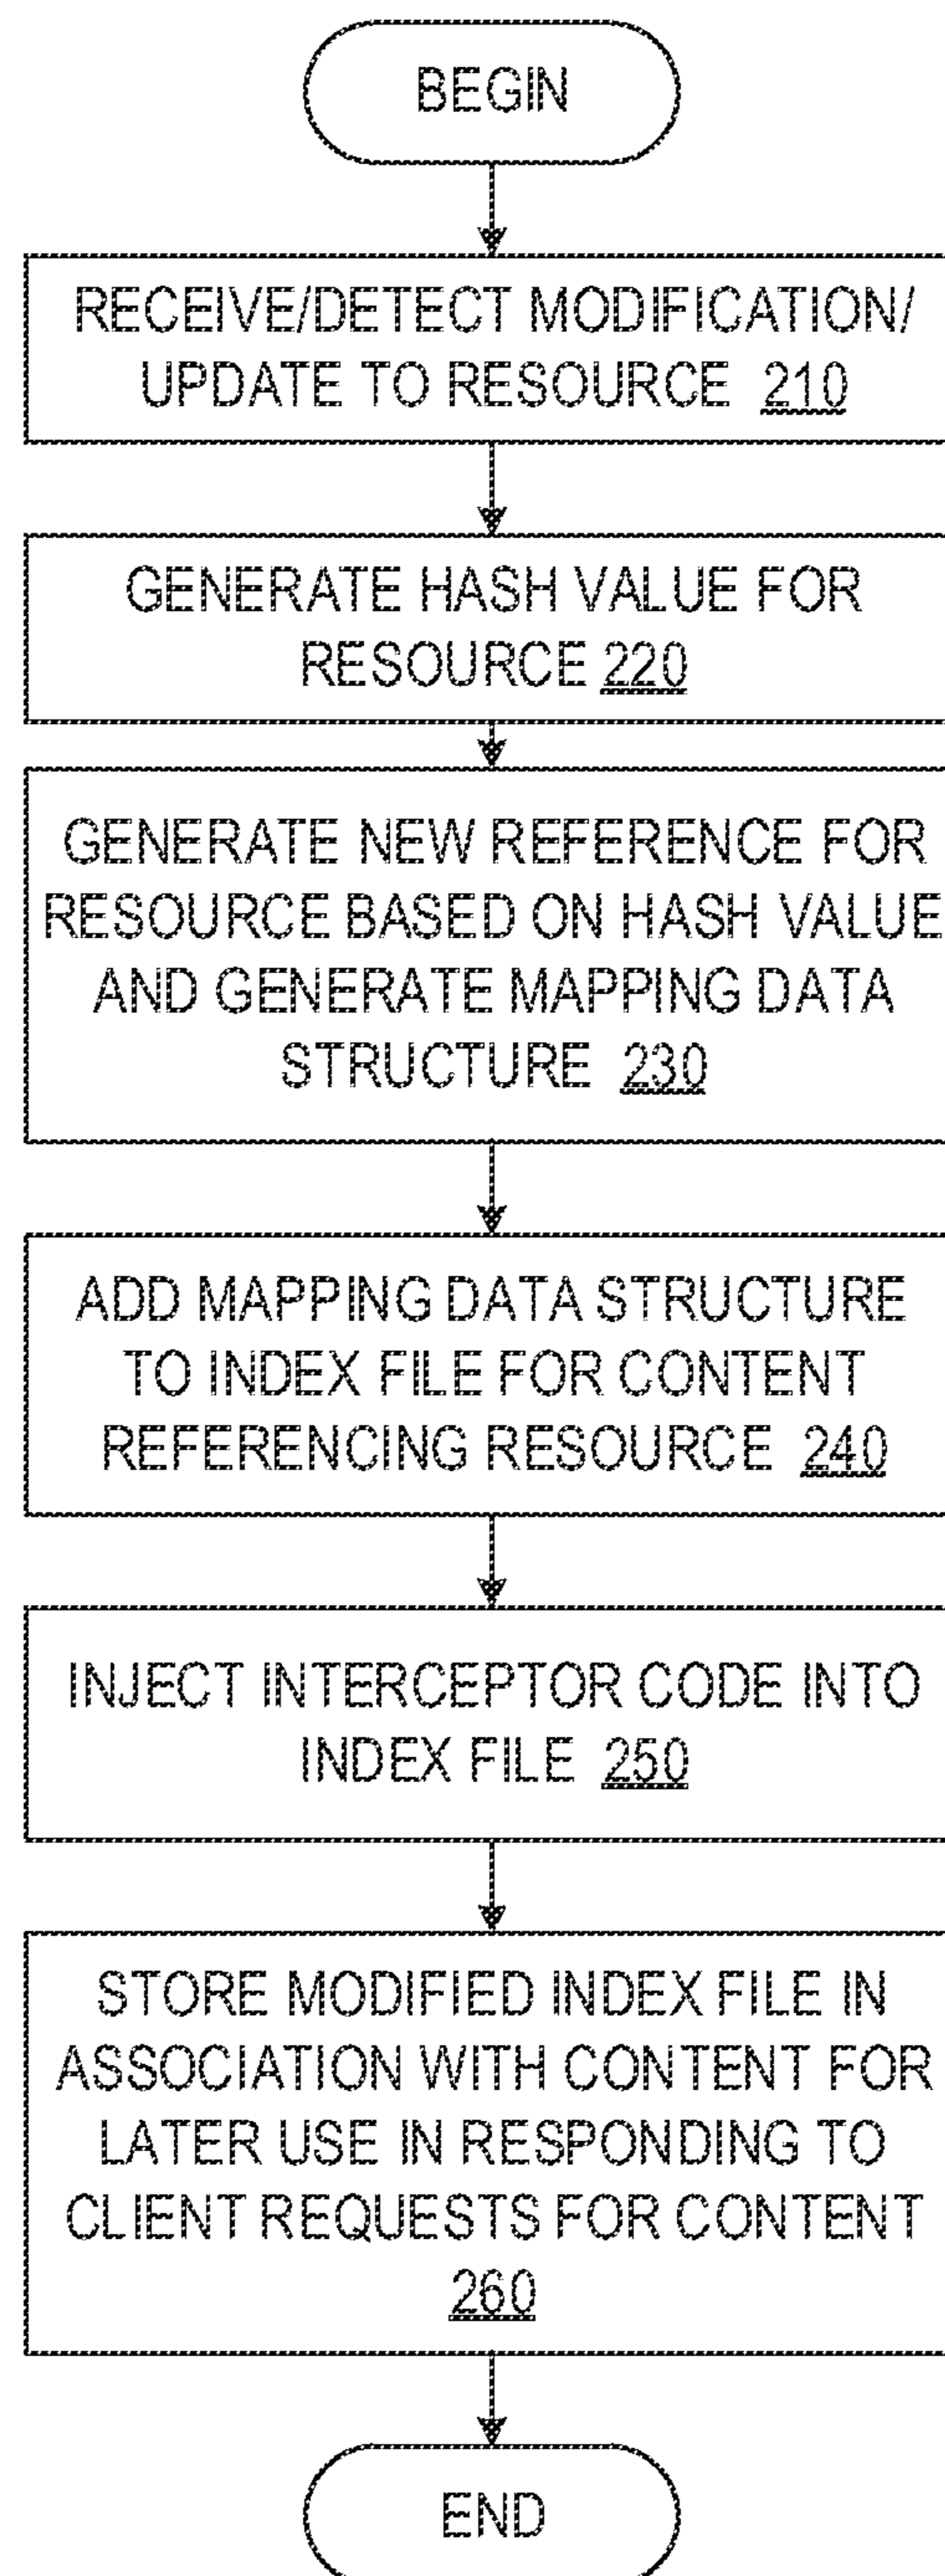 BEGIN
RECEIVE/DETECT MODIFICATION/
UPDATE TO RESOURCE 210
GENERATE HASH VALUE FOR
RESOURCE 220
GENERATE NEW REFERENCE FOR
RESOURCE BASED ON HASH VALUE
AND GENERATE MAPPING DATA
STRUCTURE 230
ADD MAPPING DATA STRUCTURE
TO INDEX FILE FOR CONTENT
REFERENCING RESOURCE 240
INJECT INTERCEPTOR CODE INTO
INDEX FILE 250
STORE MODIFIED INDEX FILE IN
ASSOCIATION WITH CONTENT FOR
LATER USE IN RESPONDING TO
CLIENT REQUESTS FOR CONTENT
260
END